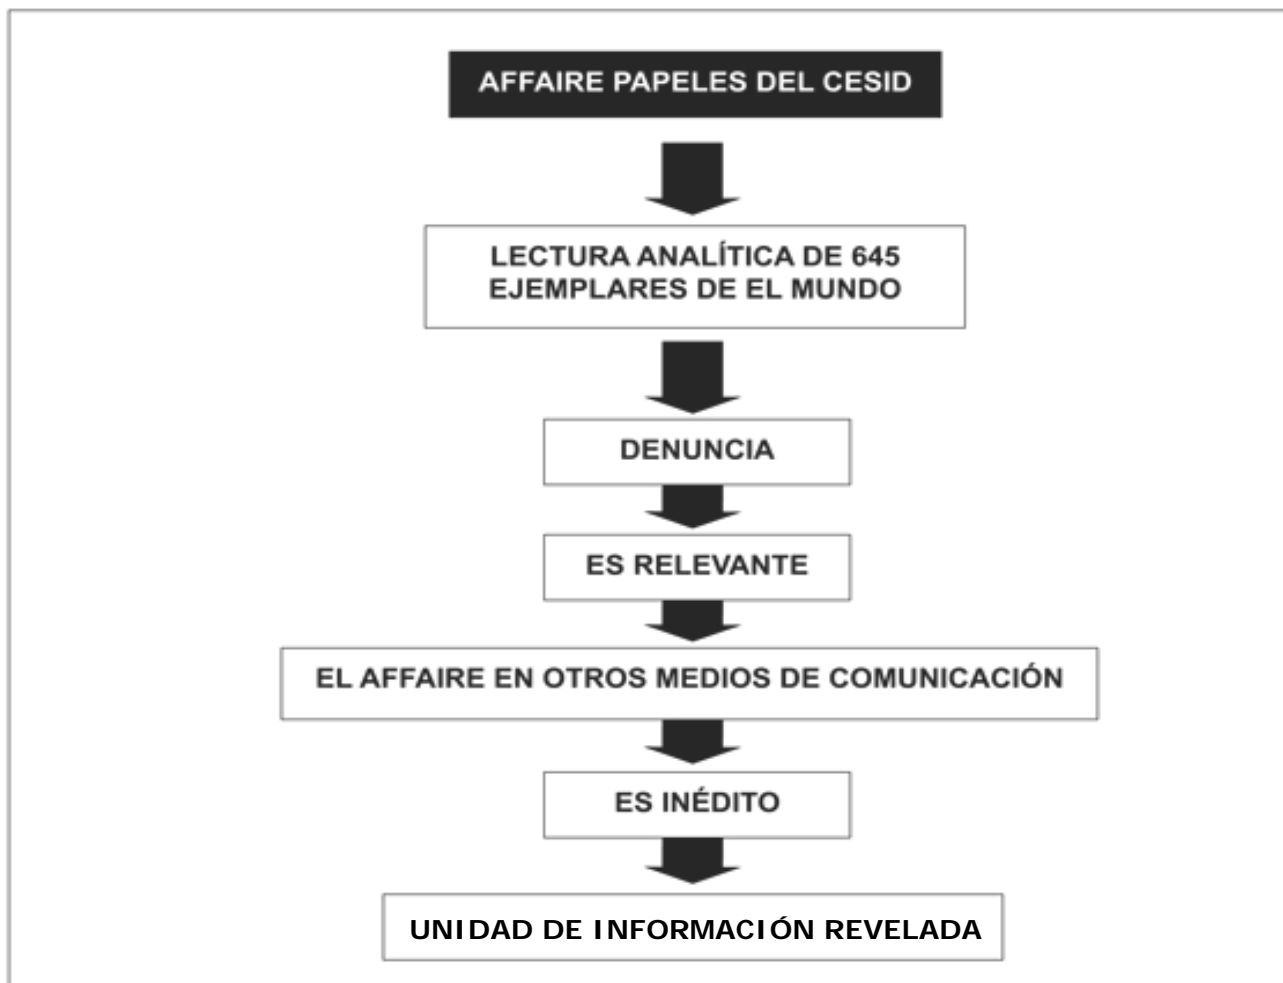 AFFAIRE PAPELES DEL CESID
LECTURA ANALÍTICA DE 645
EJEMPLARES DE EL MUNDO
DENUNCIA
ES RELEVANTE
EL AFFAIRE EN OTROS MEDIOS DE COMUNICACIÓN
ES INÉDITO
UNIDAD DE INFORMACIÓN REVELADA